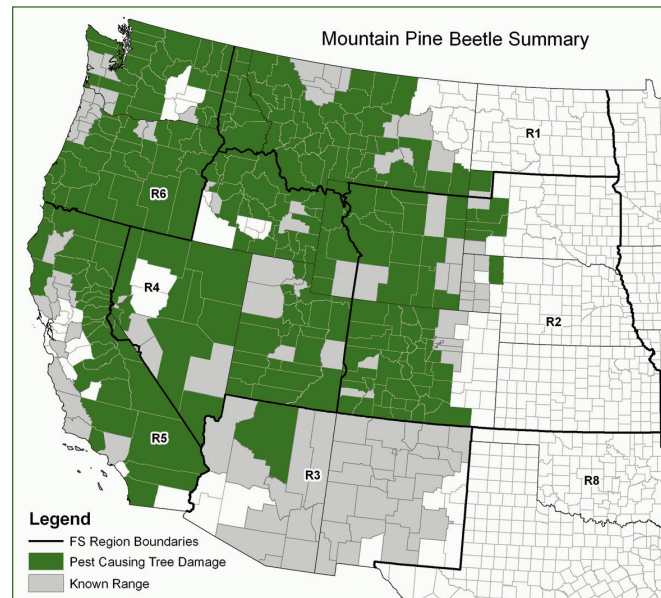 Mountain Pine Beetle Summary
R1
R6
R4
R2
R5
R3
R8
Legend
FS Region Boundaries
Pest Causing Tree Damage
Known Range